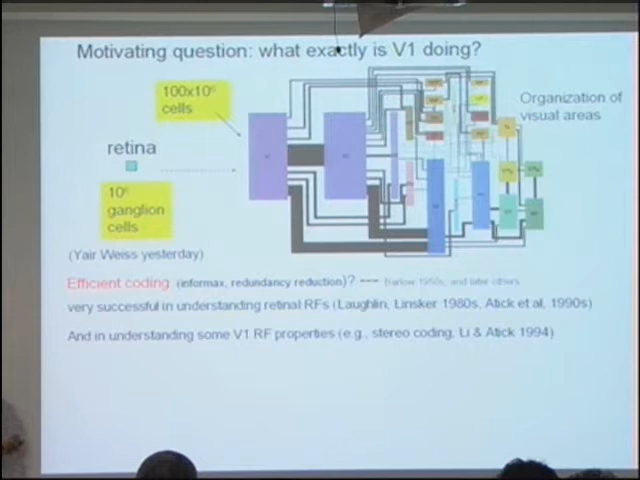 Motivating question: what exactly is V1 doing?
100x10⁶
cells
Organization of
visual areas
retina
10⁶
ganglion
cells
(Yair Weiss yesterday)
Efficient coding (informax, redundancy reduction)? --- Barlow 1950s, and later others
very successful in understanding retinal RFs (Laughlin, Linsker 1980s, Atick et al, 1990s)
And in understanding some V1 RF properties (e.g., stereo coding, Li & Atick 1994)